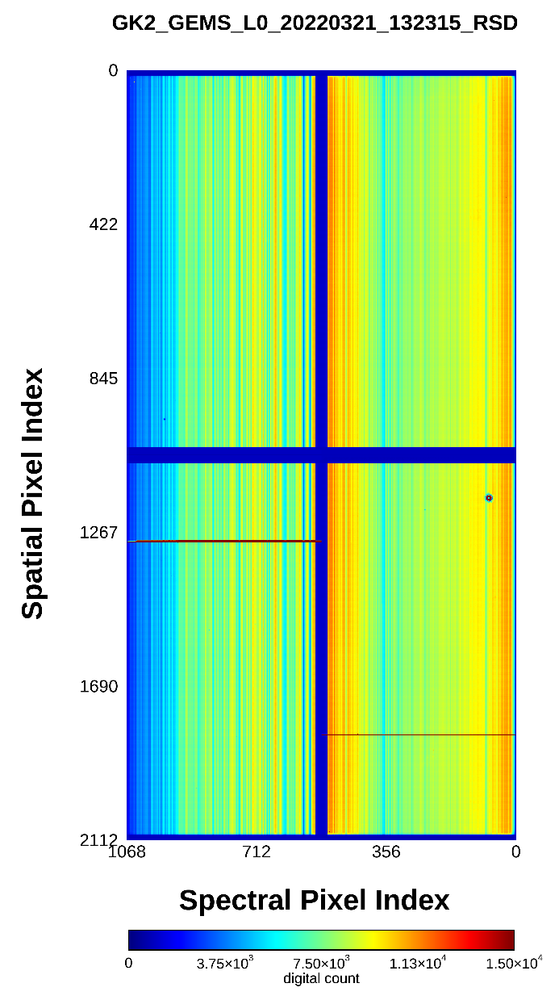 GK2_GEMS_L0_20220321_132315_RSD
0
422
845
1267
1690
2112
Spatial Pixel Index
1068 712 356 0
Spectral Pixel Index
0 3.75×10³ 7.50×10³ 1.13×10⁴ 1.50×10⁴
digital count